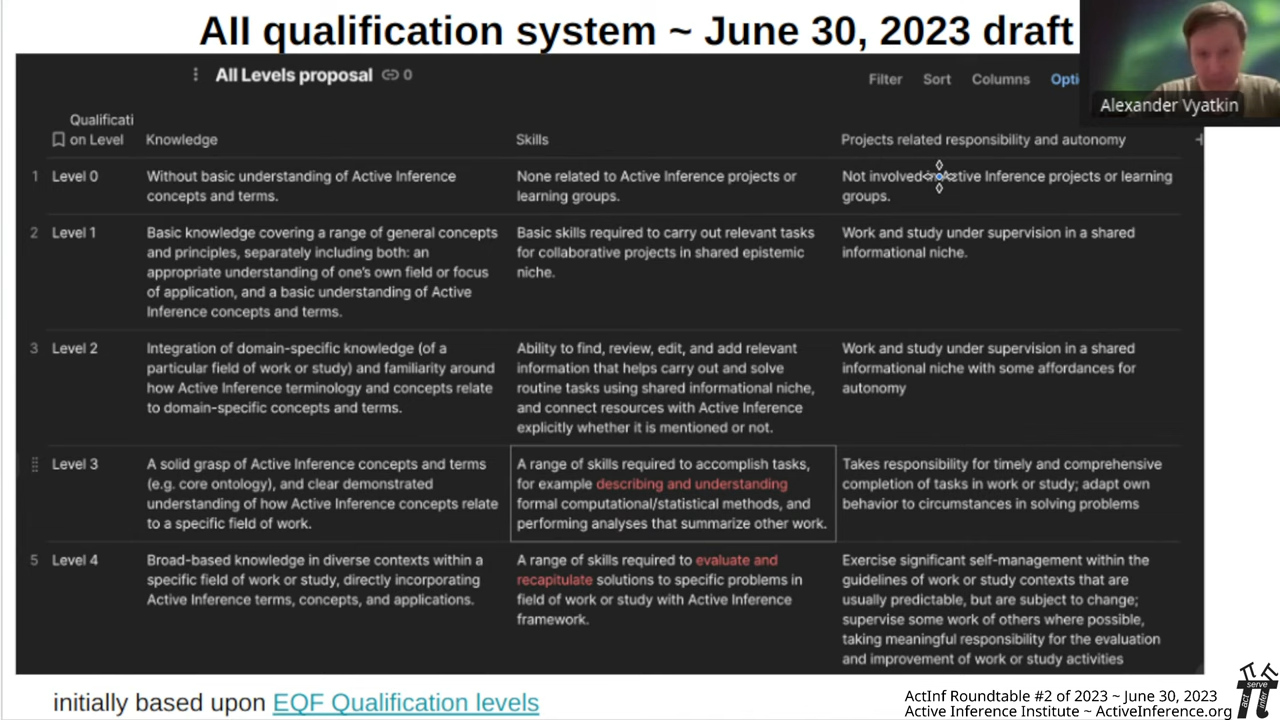 All qualification system ~ June 30, 2023 draft
Alexander Vyatkin
All Levels proposal 0
Filter Sort Columns
Qualificati
on Level Knowledge Skills Projects related responsibility and autonomy
1 Level 0
Without basic understanding of Active Inference
concepts and terms.
None related to Active Inference projects or
learning groups.
Not involved Active Inference projects or learning
groups.
2 Level 1
Basic knowledge covering a range of general concepts
and principles, separately including both: an
appropriate understanding of one's own field or focus
of application, and a basic understanding of Active
Inference concepts and terms.
Basic skills required to carry out relevant tasks
for collaborative projects in shared epistemic
niche.
Work and study under supervision in a shared
informational niche.
3 Level 2
Integration of domain-specific knowledge (of a
particular field of work or study) and familiarity around
how Active Inference terminology and concepts relate
to domain-specific concepts and terms.
Ability to find, review, edit, and add relevant
information that helps carry out and solve
routine tasks using shared informational niche,
and connect resources with Active Inference
explicitly whether it is mentioned or not.
Work and study under supervision in a shared
informational niche with some affordances for
autonomy
Level 3
A solid grasp of Active Inference concepts and terms
(e.g. core ontology), and clear demonstrated
understanding of how Active Inference concepts relate
to a specific field of work.
A range of skills required to accomplish tasks,
for example describing and understanding
formal computational/statistical methods, and
performing analyses that summarize other work.
Takes responsibility for timely and comprehensive
completion of tasks in work or study; adapt own
behavior to circumstances in solving problems
5 Level 4
Broad-based knowledge in diverse contexts within a
specific field of work or study, directly incorporating
Active Inference terms, concepts, and applications.
A range of skills required to evaluate and
recapitulate solutions to specific problems in
field of work or study with Active Inference
framework.
Exercise significant self-management within the
guidelines of work or study contexts that are
usually predictable, but are subject to change;
supervise some work of others where possible,
taking meaningful responsibility for the evaluation
and improvement of work or study activities
initially based upon EQF Qualification levels
ActInf Roundtable #2 of 2023 ~ June 30, 2023
Active Inference Institute ~ ActiveInference.org
serve
act
infer